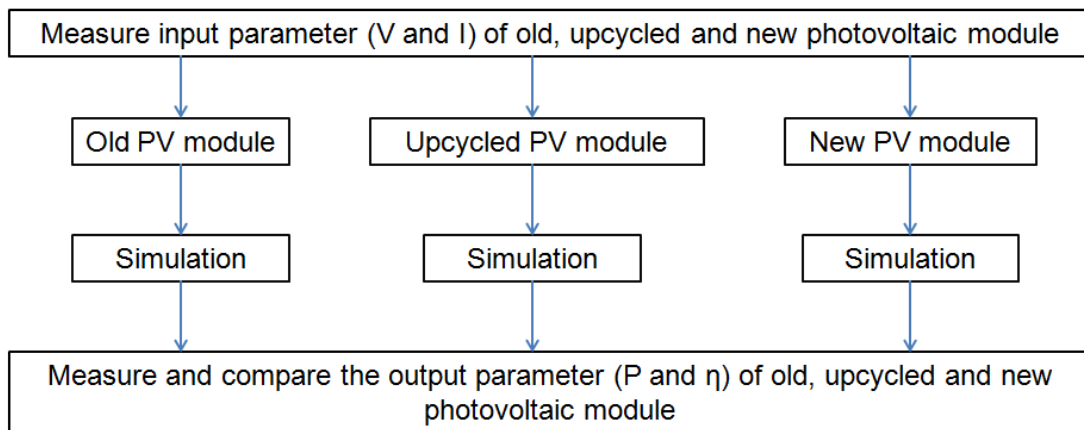 Measure input parameter (V and I) of old, upcycled and new photovoltaic module
Old PV module
Upcycled PV module
New PV module
Simulation
Simulation
Simulation
Measure and compare the output parameter (P and η) of old, upcycled and new
photovoltaic module